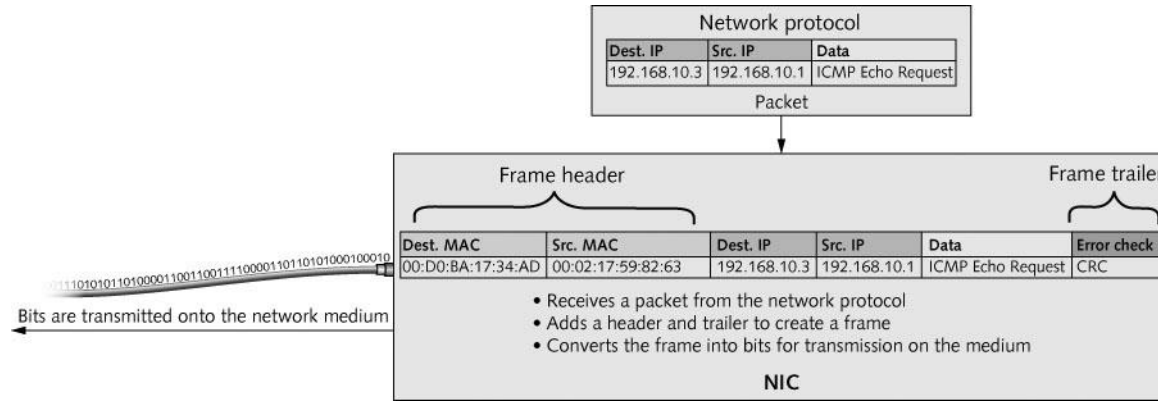 Network protocol
Dest. IP Src. IP Data
192.168.10.3 192.168.10.1 ICMP Echo Request
Packet
Frame header Frame trailer
Dest. MAC Src. MAC Dest. IP Src. IP Data Error check
00:D0:BA:17:34:AD 00:02:17:59:82:63 192.168.10.3 192.168.10.1 ICMP Echo Request CRC
Bits are transmitted onto the network medium
• Receives a packet from the network protocol
• Adds a header and trailer to create a frame
• Converts the frame into bits for transmission on the medium
NIC